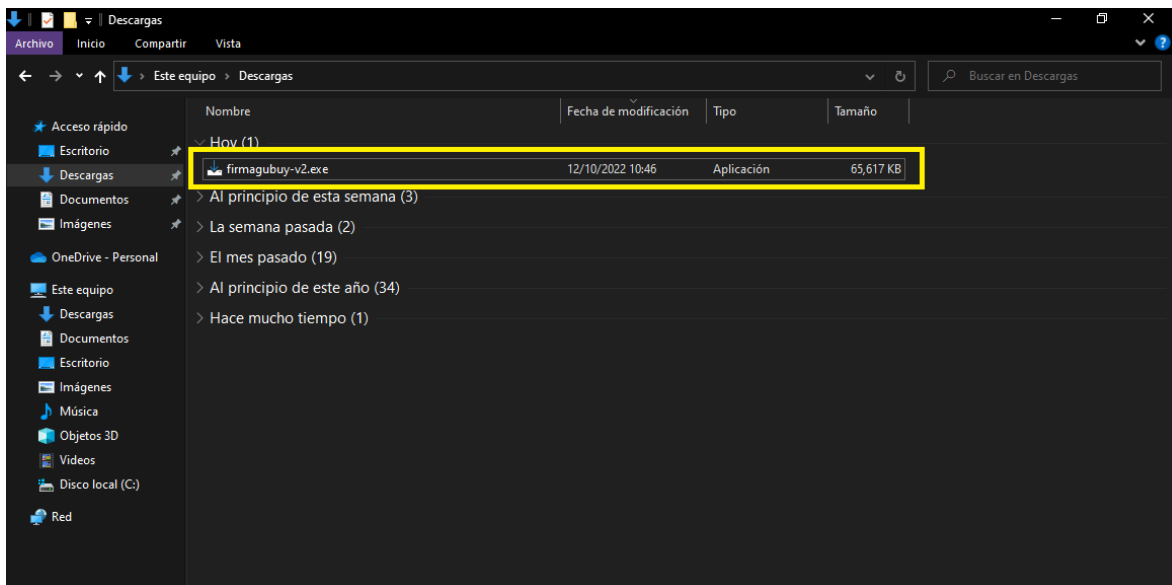 Descargas
Archivo Inicio Compartir Vista
Este equipo Descargas Buscar en Descargas
Nombre Fecha de modificación Tipo Tamaño
Acceso rápido
Escritorio
Descargas
Documentos
Imágenes
OneDrive - Personal
Este equipo
Descargas
Documentos
Escritorio
Imágenes
Música
Objetos 3D
Videos
Disco local (C:)
Red
Hoy (1)
firmagubuy-v2.exe 12/10/2022 10:46 Aplicación 65,617 KB
Al principio de esta semana (3)
La semana pasada (2)
El mes pasado (19)
Al principio de este año (34)
Hace mucho tiempo (1)